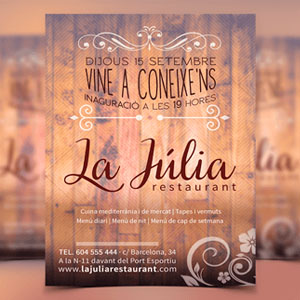 DIJOUS 15 SETEMBRE
VINE A CONEIXE'NS
INAGURACIÓ A LES 19 HORES
La Júlia
restaurant
Cuina mediterrània i de mercat | Tapes i vermuts
Menú diari | Menú de nit | Menú de cap de setmana
TEL. 604 555 444 - c/ Barcelona, 34
A la N-11 davant del Port Esportiu
www.lajuliarestaurant.com